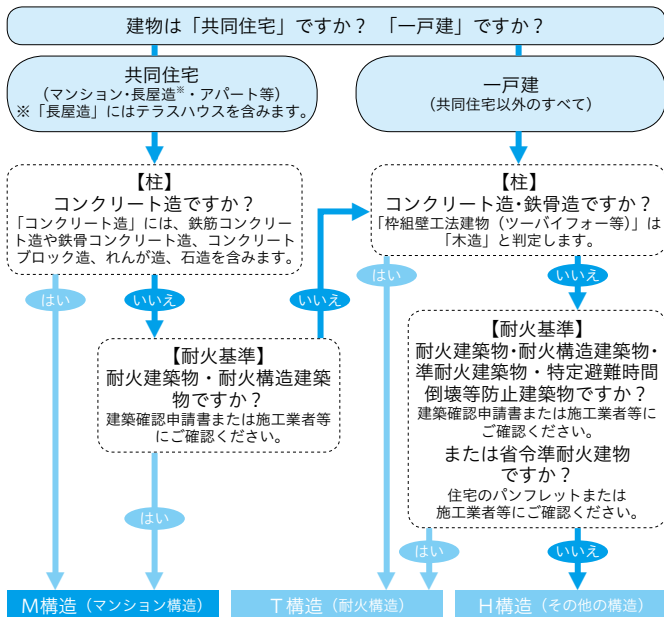 建物は「共同住宅」ですか？ 「一戸建」ですか？
共同住宅
（マンション・長屋造※・アパート等）
※「長屋造」にはテラスハウスを含みます。
一戸建
（共同住宅以外のすべて）
【柱】
コンクリート造ですか？
「コンクリート造」には、鉄筋コンクリー
ト造や鉄骨コンクリート造、コンクリート
ブロック造、れんが造、石造を含みます。
【柱】
コンクリート造・鉄骨造ですか？
「枠組壁工法建物（ツーバイフォー等）」は
「木造」と判定します。
はい
いいえ
いいえ
はい
いいえ
【耐火基準】
耐火建築物・耐火構造建築
物ですか？
建築確認申請書または施工業者等
にご確認ください。
【耐火基準】
耐火建築物・耐火構造建築物・
準耐火建築物・特定避難時間
倒壊等防止建築物ですか？
建築確認申請書または施工業者等に
ご確認ください。
または省令準耐火建物
ですか？
住宅のパンフレットまたは
施工業者等にご確認ください。
はい
はい
いいえ
M構造（マンション構造）
T構造（耐火構造）
H構造（その他の構造）